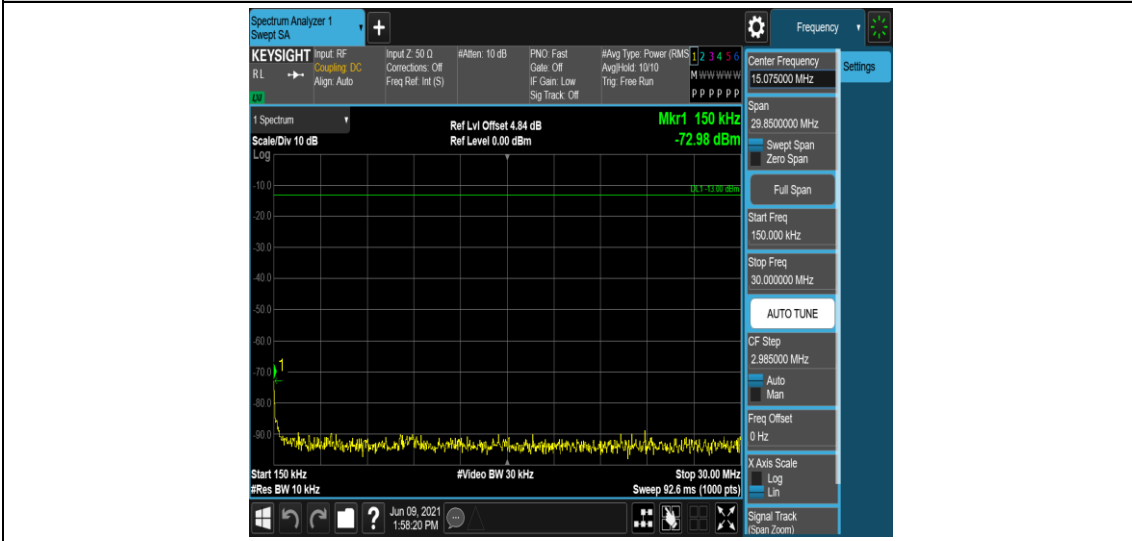 Spectrum Analyzer 1
Swept SA
+
Frequency
KEYSIGHT
RL
Input: RF
Coupling: DC
Align: Auto
Input Z: 50 Ω
Corrections: Off
Freq Ref: Int (S)
#Atten: 10 dB
PNO: Fast
Gate: Off
IF Gain: Low
Sig Track: Off
#Avg Type: Power (RMS
Avg|Hold: 10/10
Trig: Free Run
1 2 3 4 5 6
M W W W W W
P P P P P P
1 Spectrum
Scale/Div 10 dB
Log
Ref Lvl Offset 4.84 dB
Ref Level 0.00 dBm
Mkr1 150 kHz
-72.98 dBm
DL1 -13.00 dBm
-10.0
-20.0
-30.0
-40.0
-50.0
-60.0
-70.0
-80.0
-90.0
1
Start 150 kHz
#Res BW 10 kHz
#Video BW 30 kHz
Stop 30.00 MHz
Sweep 92.6 ms (1000 pts)
?
Jun 09, 2021
1:58:20 PM
Center Frequency
15.075000 MHz
Span
29.8500000 MHz
Swept Span
Zero Span
Full Span
Start Freq
150.000 kHz
Stop Freq
30.000000 MHz
AUTO TUNE
CF Step
2.985000 MHz
Auto
Man
Freq Offset
0 Hz
X Axis Scale
Log
Lin
Signal Track
(Span Zoom)
Settings